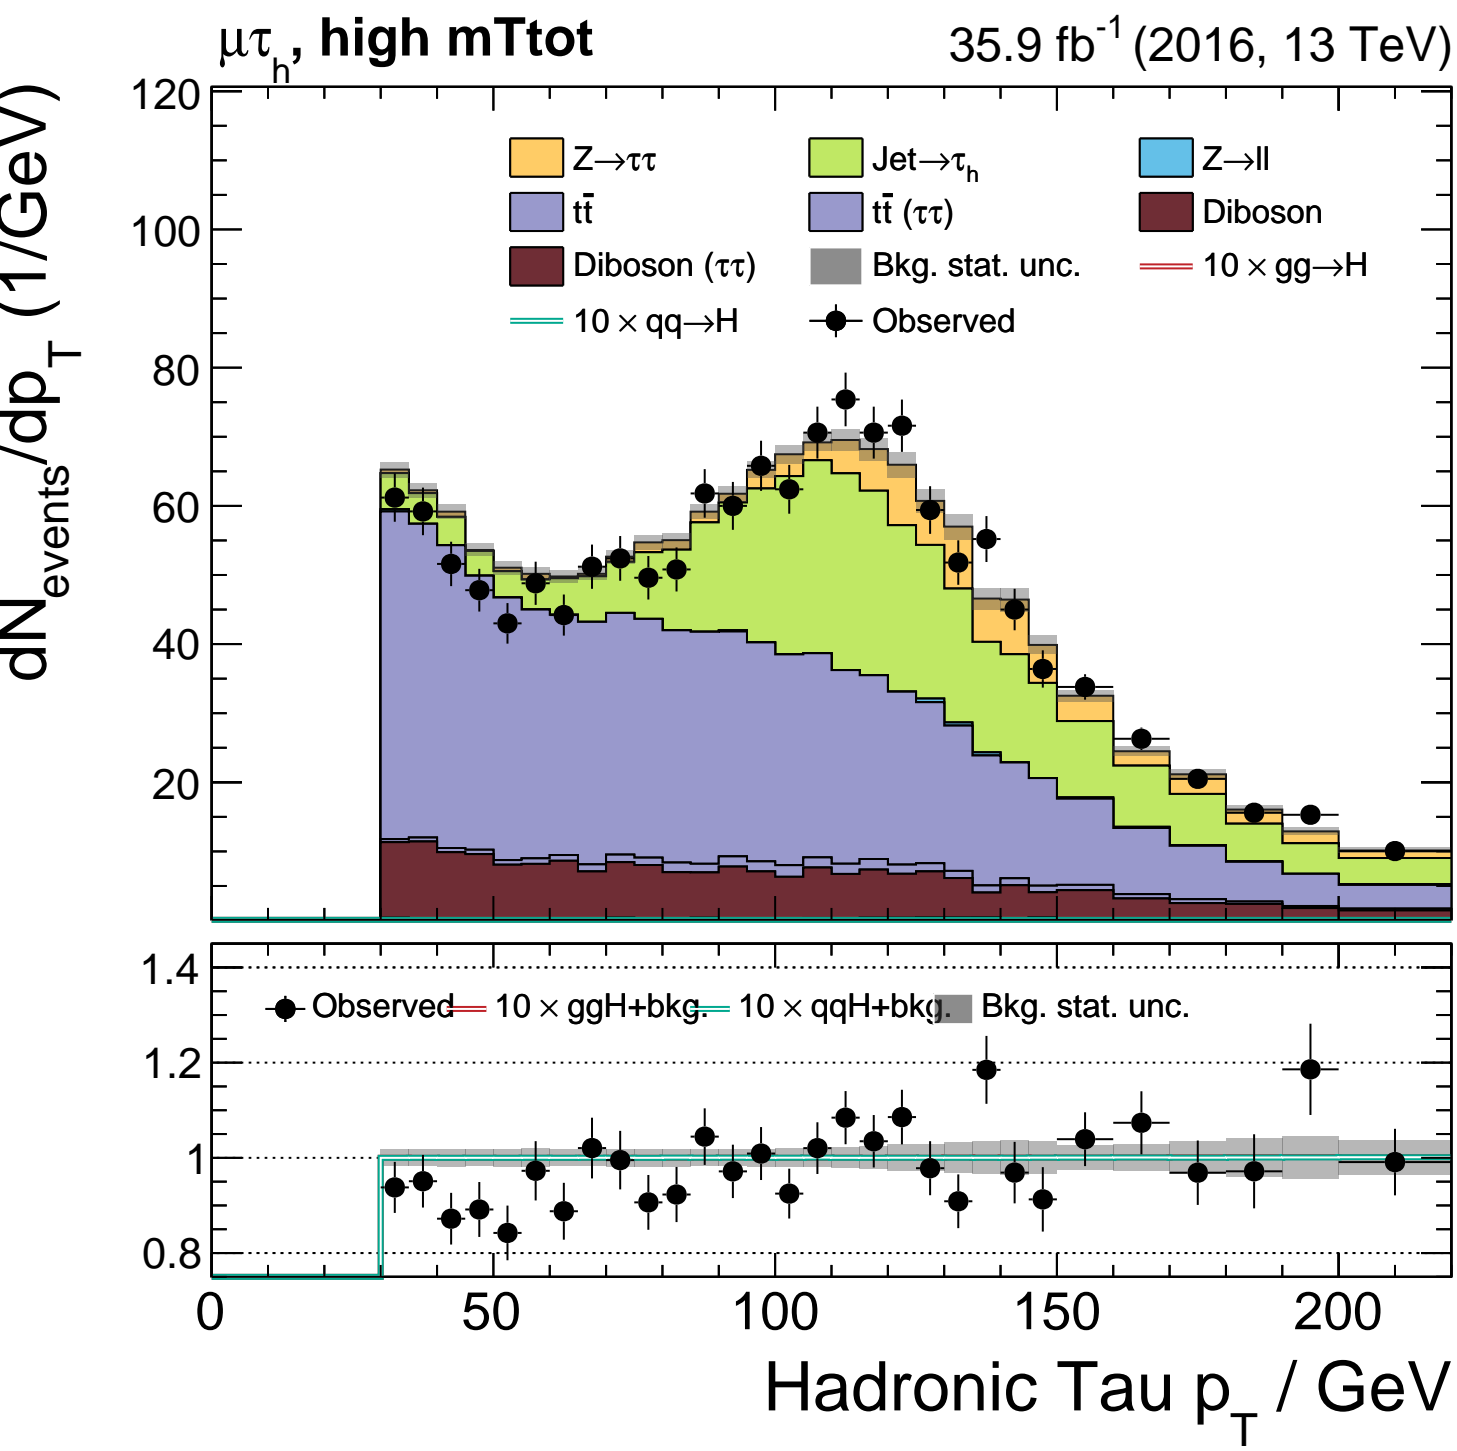 μτh, high mTtot
35.9 fb-1 (2016, 13 TeV)
dNevents/dpT (1/GeV)
120
100
80
60
40
20
Z→ττ Jet→τh Z→ll
tt̄ tt̄ (ττ) Diboson
Diboson (ττ) Bkg. stat. unc. 10 × gg→H
10 × qq→H Observed
1.4
1.2
1
0.8
Observed 10 × ggH+bkg. 10 × qqH+bkg. Bkg. stat. unc.
0 50 100 150 200
Hadronic Tau pT / GeV